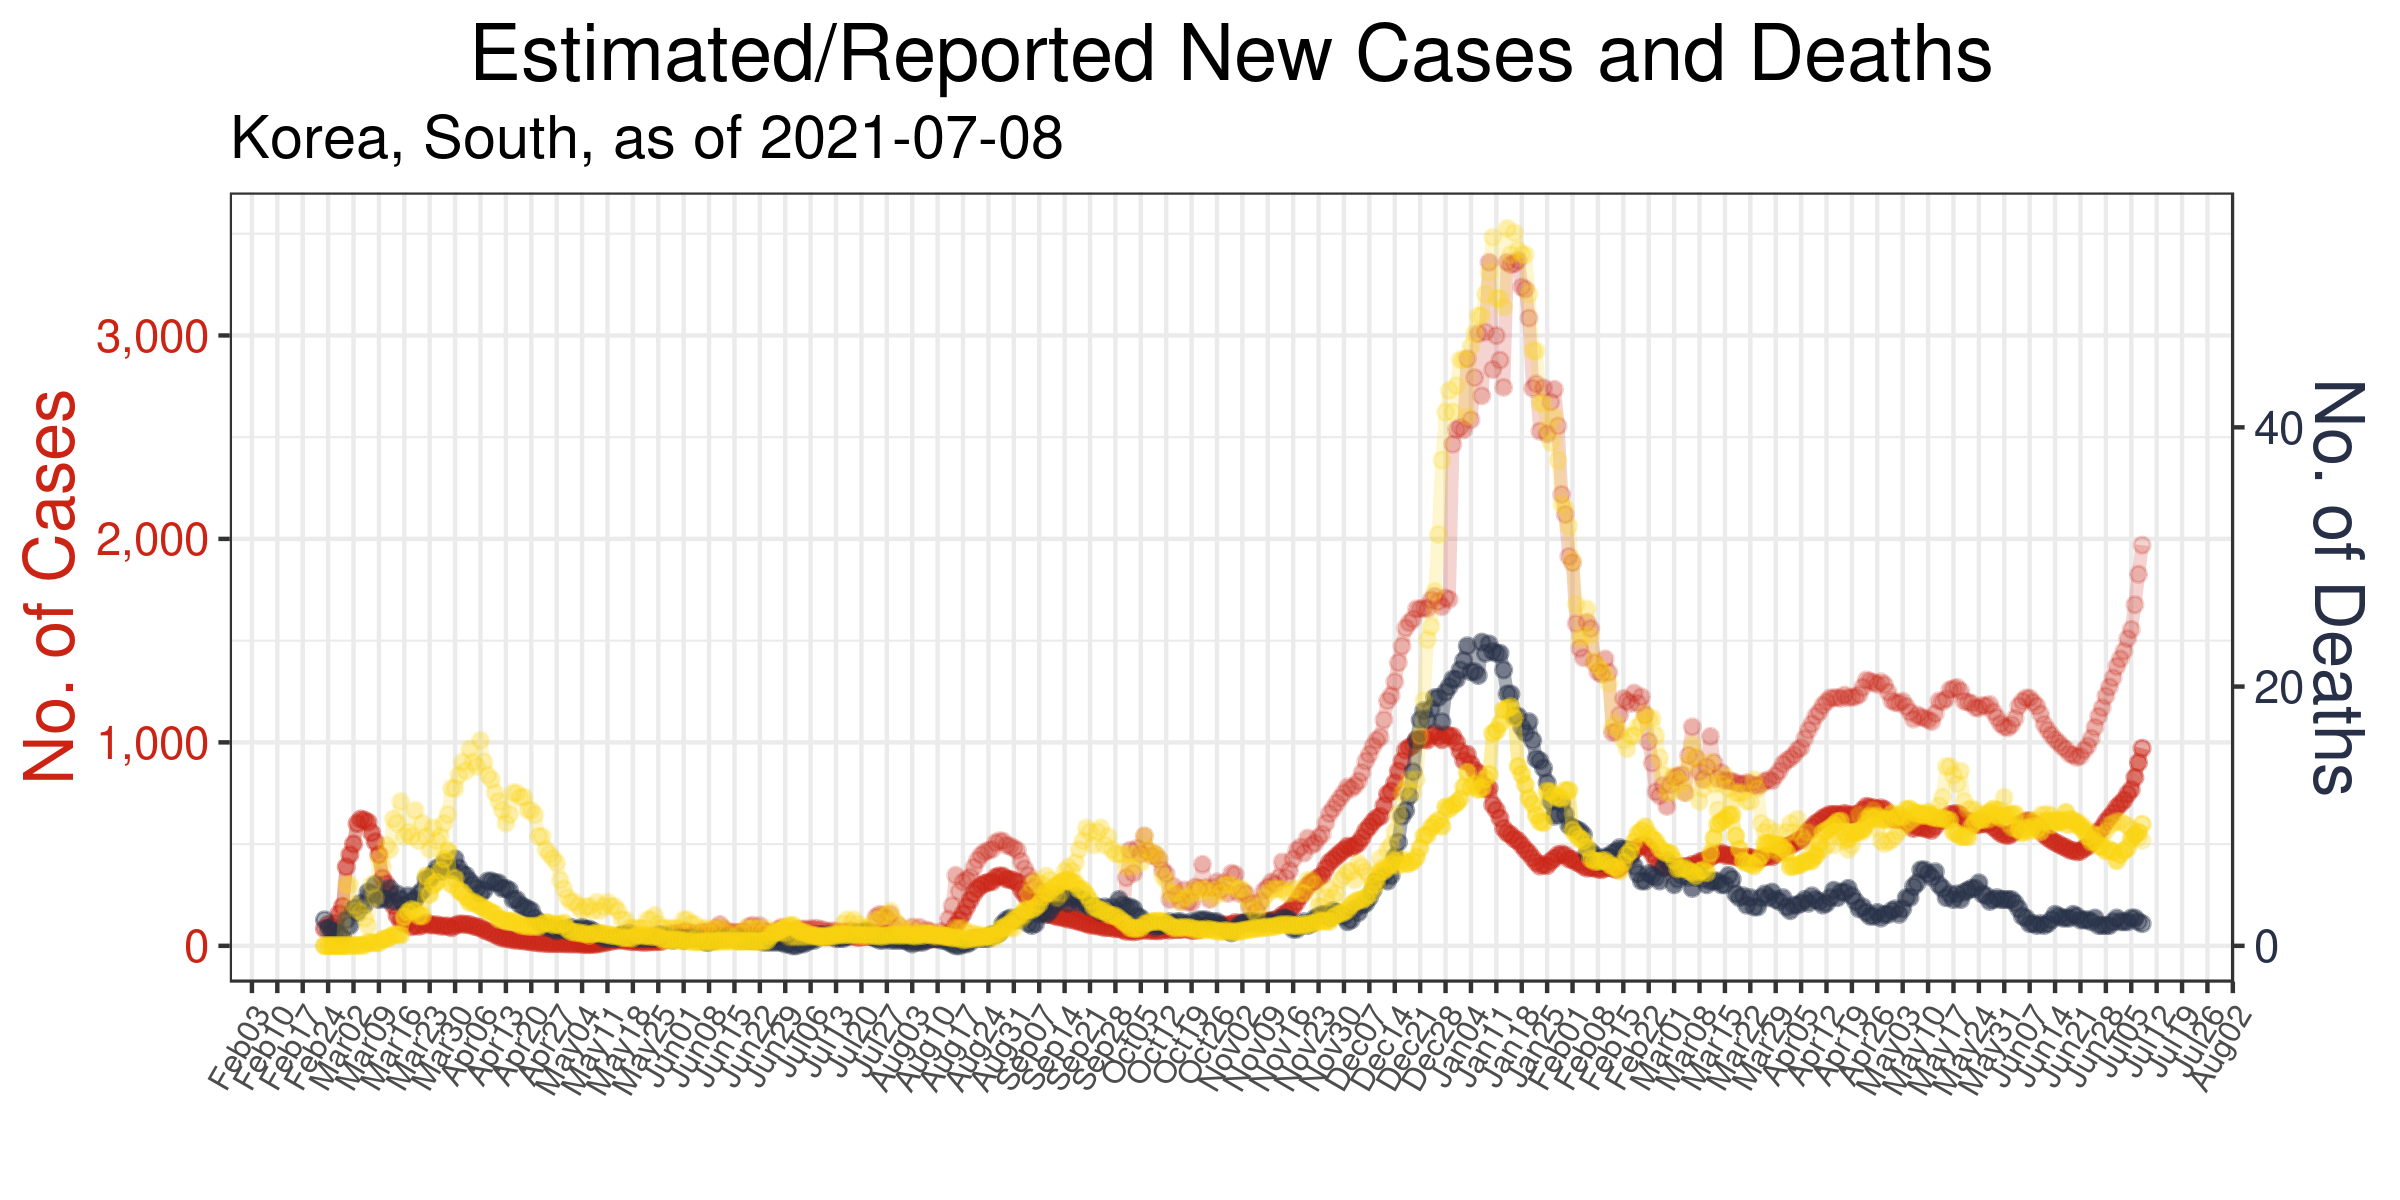 Estimated/Reported New Cases and Deaths
Korea, South, as of 2021-07-08
No. of Cases
3,000
2,000
1,000
0
No. of Deaths
40
20
0
Feb03
Feb10
Feb17
Feb24
Mar02
Mar09
Mar16
Mar23
Mar30
Apr06
Apr13
Apr20
Apr27
May04
May11
May18
May25
Jun01
Jun08
Jun15
Jun22
Jun29
Jul06
Jul13
Jul20
Jul27
Aug03
Aug10
Aug17
Aug24
Aug31
Sep07
Sep14
Sep21
Sep28
Oct05
Oct12
Oct19
Oct26
Nov02
Nov09
Nov16
Nov23
Nov30
Dec07
Dec14
Dec21
Dec28
Jan04
Jan11
Jan18
Jan25
Feb01
Feb08
Feb15
Feb22
Mar01
Mar08
Mar15
Mar22
Mar29
Apr05
Apr12
Apr19
Apr26
May03
May10
May17
May24
May31
Jun07
Jun14
Jun21
Jun28
Jul05
Jul12
Jul19
Jul26
Aug02